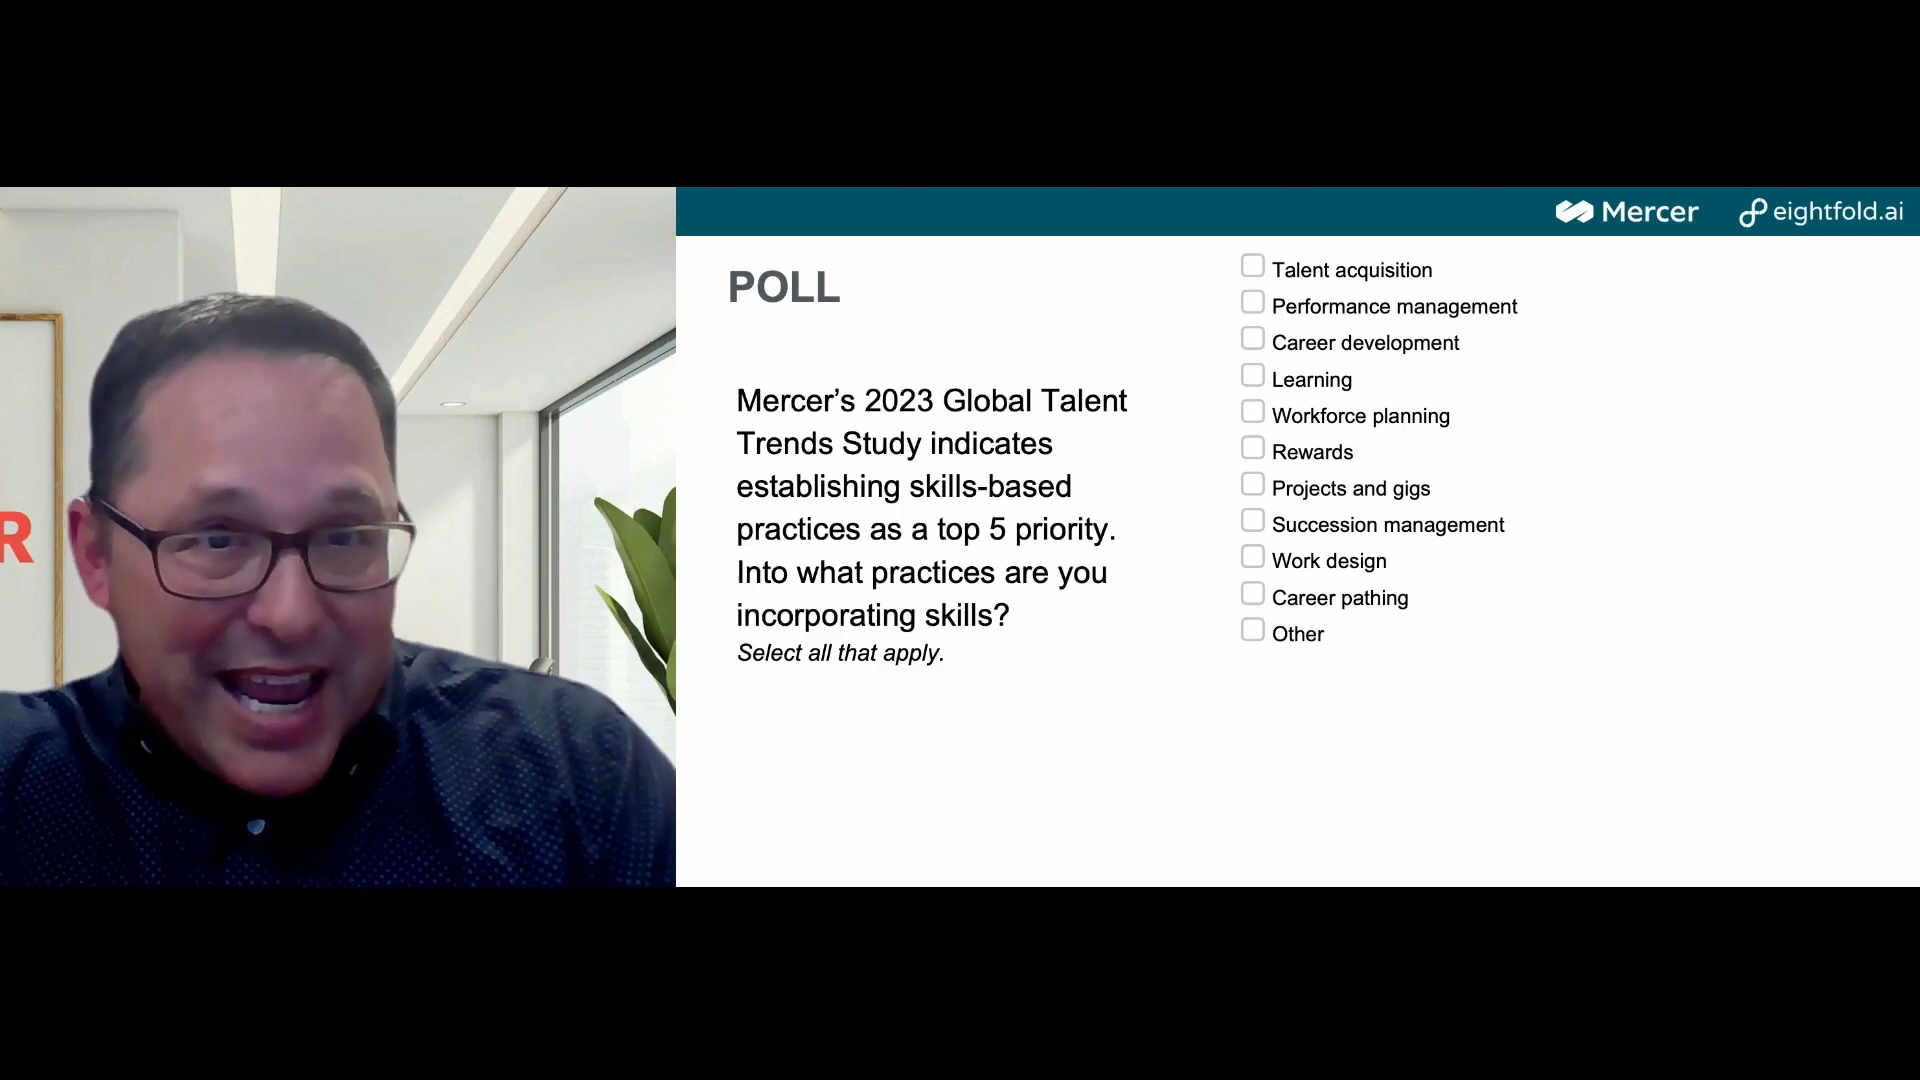 Mercer eightfold.ai
POLL
Mercer’s 2023 Global Talent
Trends Study indicates
establishing skills-based
practices as a top 5 priority.
Into what practices are you
incorporating skills?
Select all that apply.
Talent acquisition
Performance management
Career development
Learning
Workforce planning
Rewards
Projects and gigs
Succession management
Work design
Career pathing
Other
R